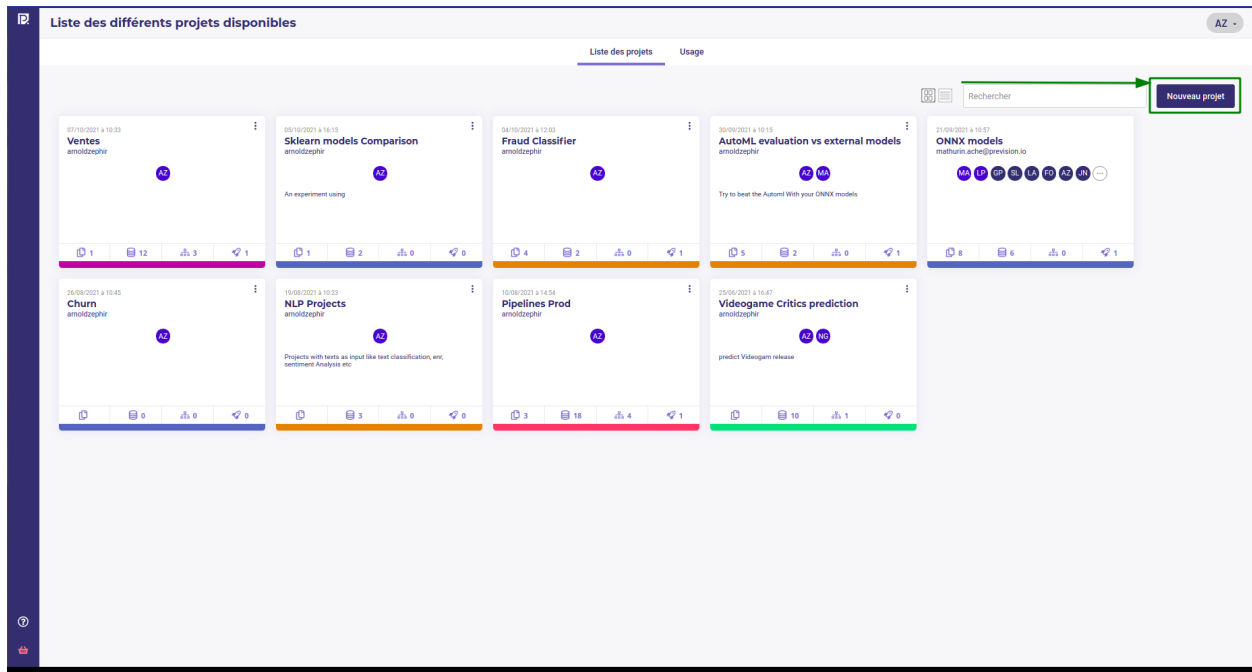 P.
Liste des différents projets disponibles
AZ
Liste des projets
Usage
Rechercher
Nouveau projet
07/10/2021 à 10:33
Ventes
arnoldzephir
AZ
1 12 3 1
05/10/2021 à 16:15
Sklearn models Comparison
arnoldzephir
AZ
An experiment using
1 2 0 0
04/10/2021 à 12:03
Fraud Classifier
arnoldzephir
AZ
4 2 0 1
30/09/2021 à 10:15
AutoML evaluation vs external models
arnoldzephir
AZ MA
Try to beat the Automl With your ONNX models
5 2 0 1
21/09/2021 à 10:57
ONNX models
mathurin.ache@prevision.io
MA LP GP SL LA FO AZ JN ...
8 6 0 1
26/08/2021 à 10:45
Churn
arnoldzephir
AZ
0 0 0
19/08/2021 à 10:23
NLP Projects
arnoldzephir
AZ
Projects with texts as input like text classification, enr,
sentiment Analysis etc
3 0 0
10/08/2021 à 14:54
Pipelines Prod
arnoldzephir
AZ
3 18 4 1
25/06/2021 à 16:47
Videogame Critics prediction
arnoldzephir
AZ NG
predict Videogam release
10 1 0
?